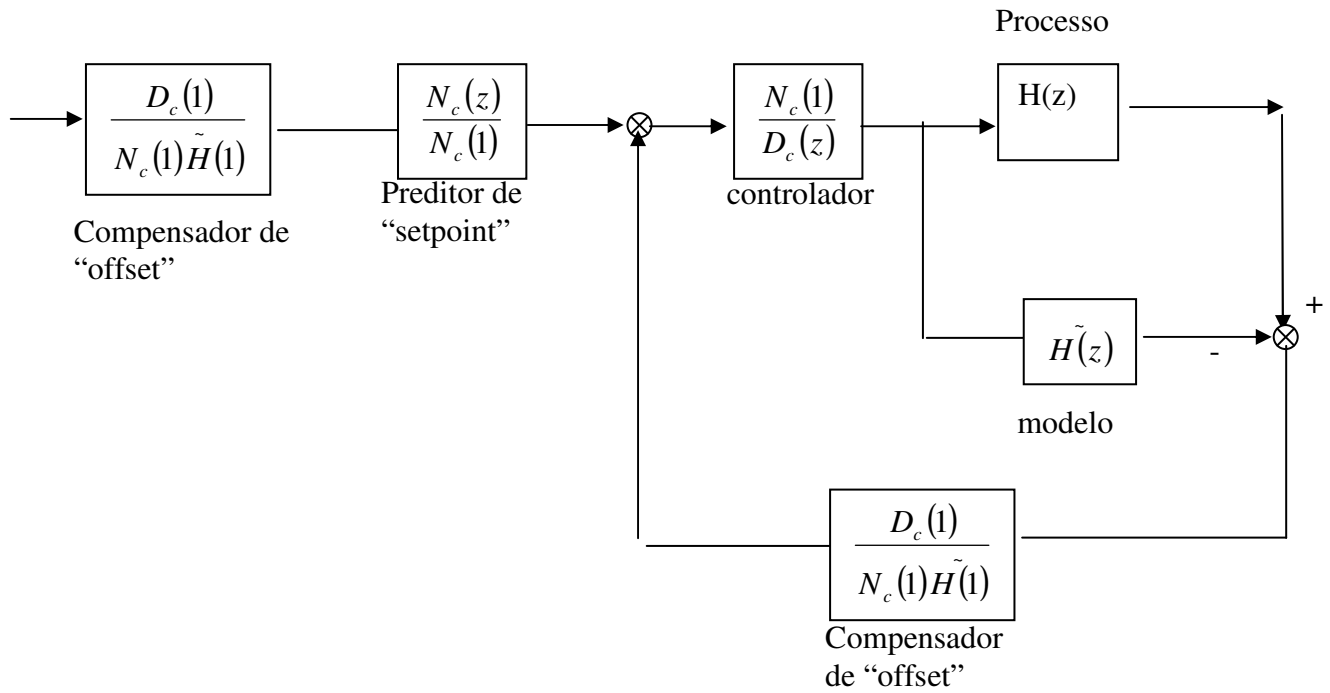 Processo
D_c(1)
N_c(1)H̃(1)
N_c(z)
N_c(1)
N_c(1)
D_c(z)
H(z)
Preditor de
“setpoint”
controlador
Compensador de
“offset”
+
H̃(z)
-
modelo
D_c(1)
N_c(1)H̃(1)
Compensador
de “offset”